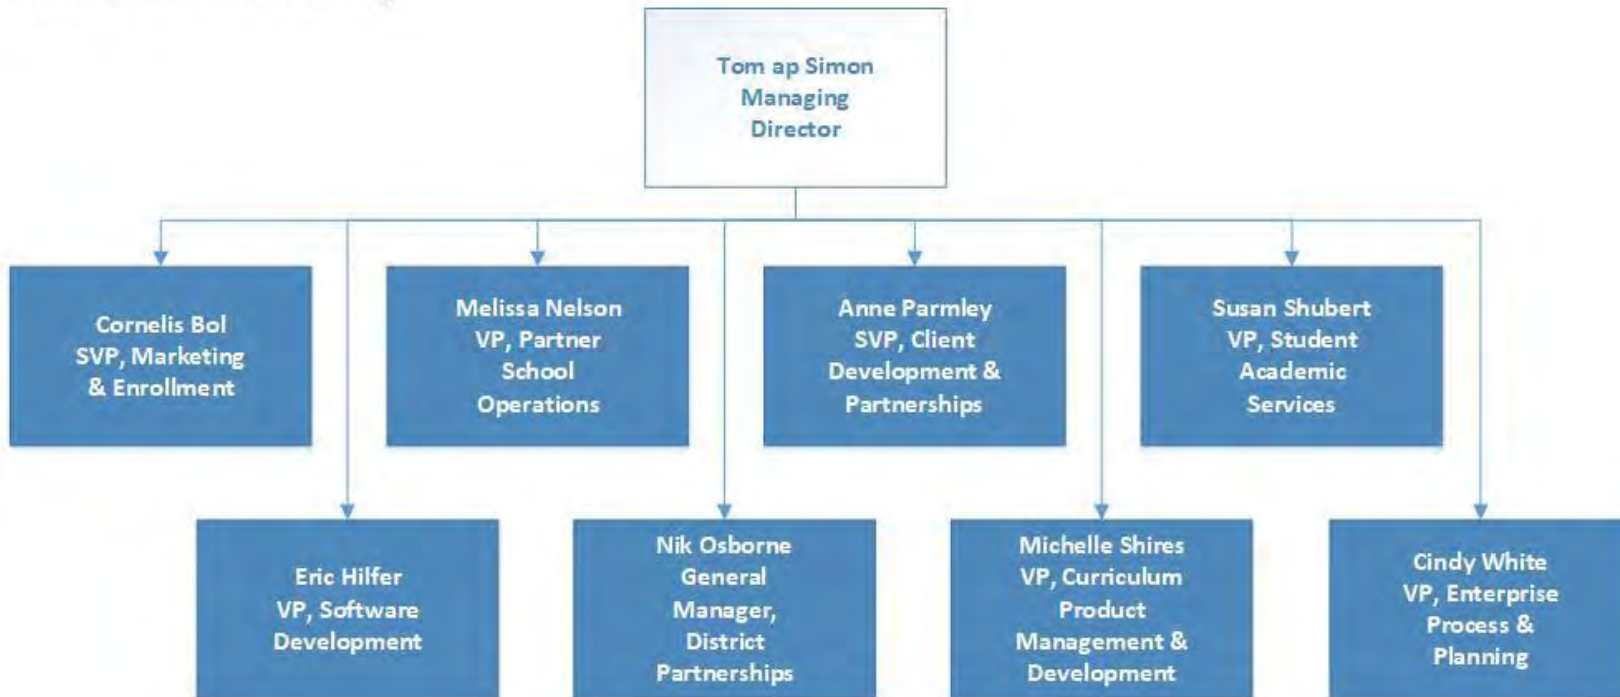 Tom ap Simon
Managing
Director
Cornelis Bol
SVP, Marketing
& Enrollment
Melissa Nelson
VP, Partner
School
Operations
Anne Parmley
SVP, Client
Development &
Partnerships
Susan Shubert
VP, Student
Academic
Services
Eric Hilfer
VP, Software
Development
Nik Osborne
General
Manager,
District
Partnerships
Michelle Shires
VP, Curriculum
Product
Management &
Development
Cindy White
VP, Enterprise
Process &
Planning